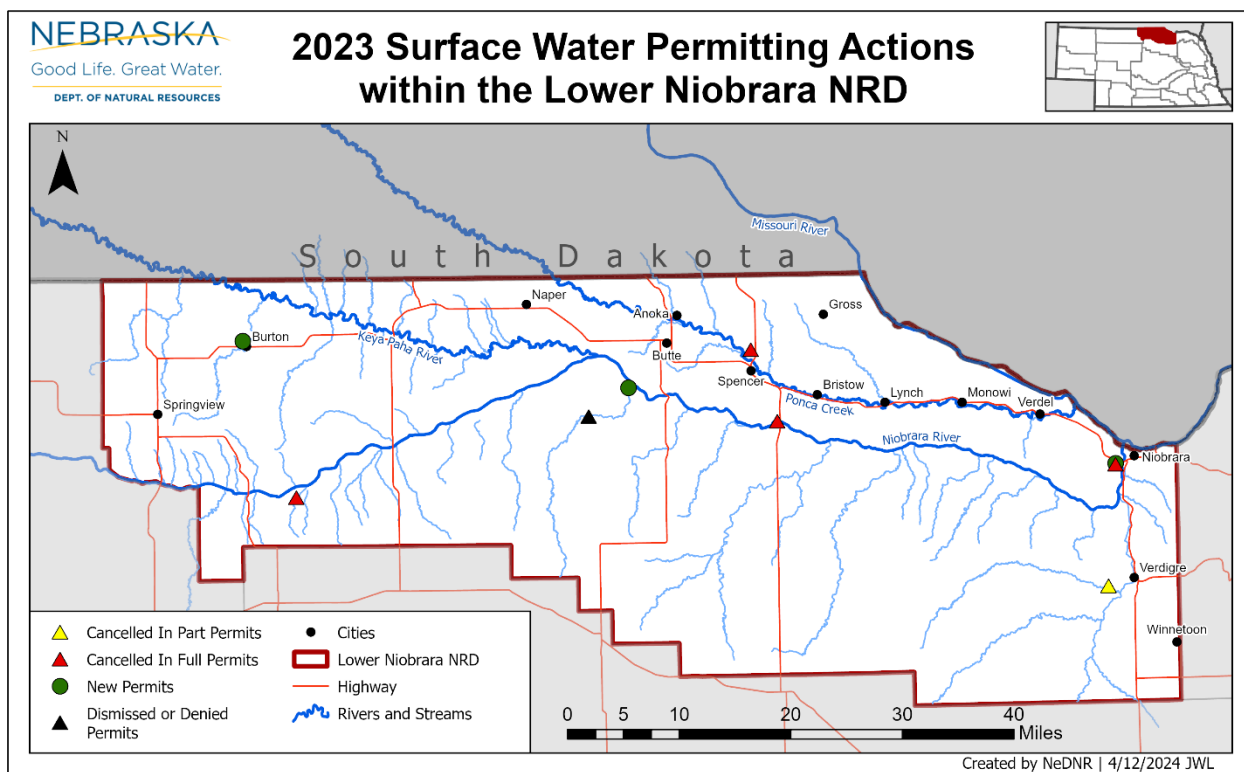 NEBRASKA
Good Life. Great Water.
DEPT. OF NATURAL RESOURCES
2023 Surface Water Permitting Actions
within the Lower Niobrara NRD
N
Missouri River
South Dakota
Naper
Anoka
Gross
Burton
Keya Paha River
Butte
Spencer
Bristow
Lynch
Monowi
Verdel
Ponca Creek
Springview
Niobrara River
Niobrara
Verdigre
Winnetoon
Cancelled In Part Permits
Cancelled In Full Permits
New Permits
Dismissed or Denied
Permits
Cities
Lower Niobrara NRD
Highway
Rivers and Streams
0 5 10 20 30 40
Miles
Created by NeDNR | 4/12/2024 JWL